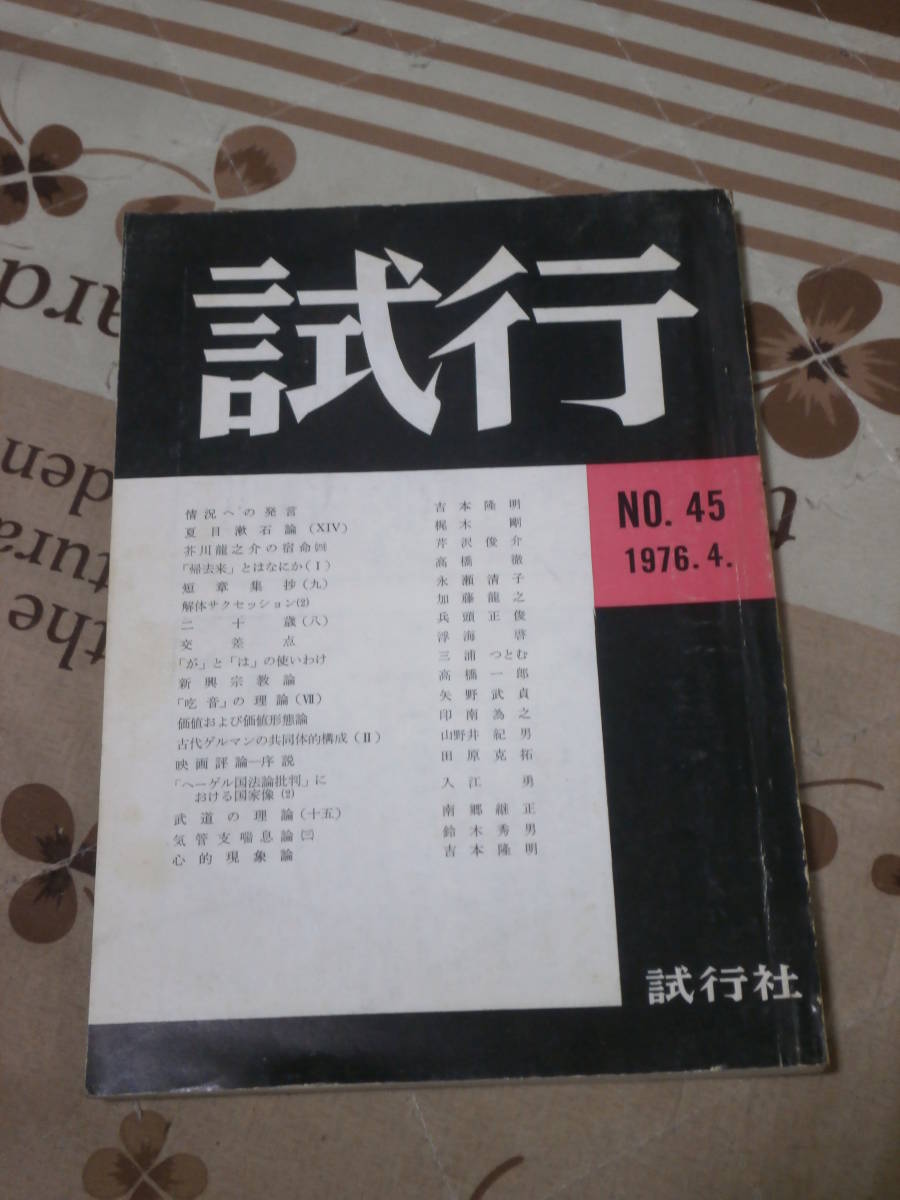 試行
NO. 45
1976. 4.
情況への発言 吉本隆明
夏目漱石論(XIV) 梶木剛
芥川龍之介の宿命㈣ 芹沢俊介
「帰去来」とはなにか(Ⅰ) 高橋徹
短章集抄(九) 永瀬清子
解体サクセッション(2) 加藤龍之
二十歳(八) 兵頭正俊
交差点 浮海啓
「が」と「は」の使いわけ 三浦つとむ
新興宗教論 高橋一郎
「吃音」の理論(Ⅶ) 矢野武貞
価値および価値形態論 印南為之
古代ゲルマンの共同体的構成(Ⅱ) 山野井紀男
映画評論―序説 田原克拓
「ヘーゲル国法論批判」に 入江勇
おける国家像(2)
武道の理論(十五) 南郷継正
気管支喘息論㈢ 鈴木秀男
心的現象論 吉本隆明
試行社
ard
den
tura
the
t